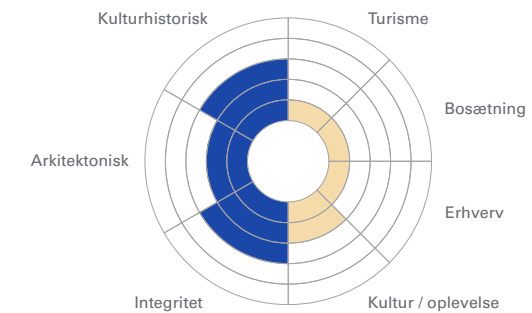 Kulturhistorisk
Turisme
Bosætning
Arkitektonisk
Erhverv
Integritet
Kultur / oplevelse